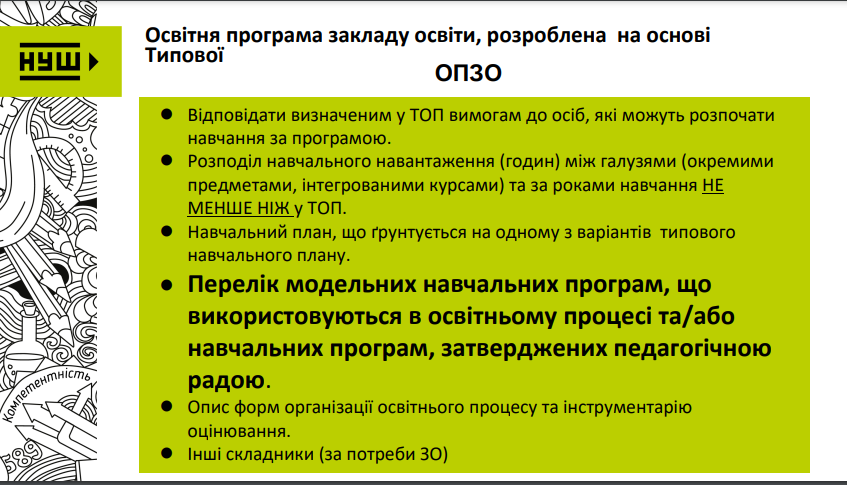 НУШ
Освітня програма закладу освіти, розроблена на основі
Типової
ОПЗО
● Відповідати визначеним у ТОП вимогам до осіб, які можуть розпочати
навчання за програмою.
● Розподіл навчального навантаження (годин) між галузями (окремими
предметами, інтегрованими курсами) та за роками навчання НЕ
МЕНШЕ НІЖ у ТОП.
● Навчальний план, що ґрунтується на одному з варіантів типового
навчального плану.
● Перелік модельних навчальних програм, що
використовуються в освітньому процесі та/або
навчальних програм, затверджених педагогічною
радою.
● Опис форм організації освітнього процесу та інструментарію
оцінювання.
● Інші складники (за потреби ЗО)
Компетентність
589